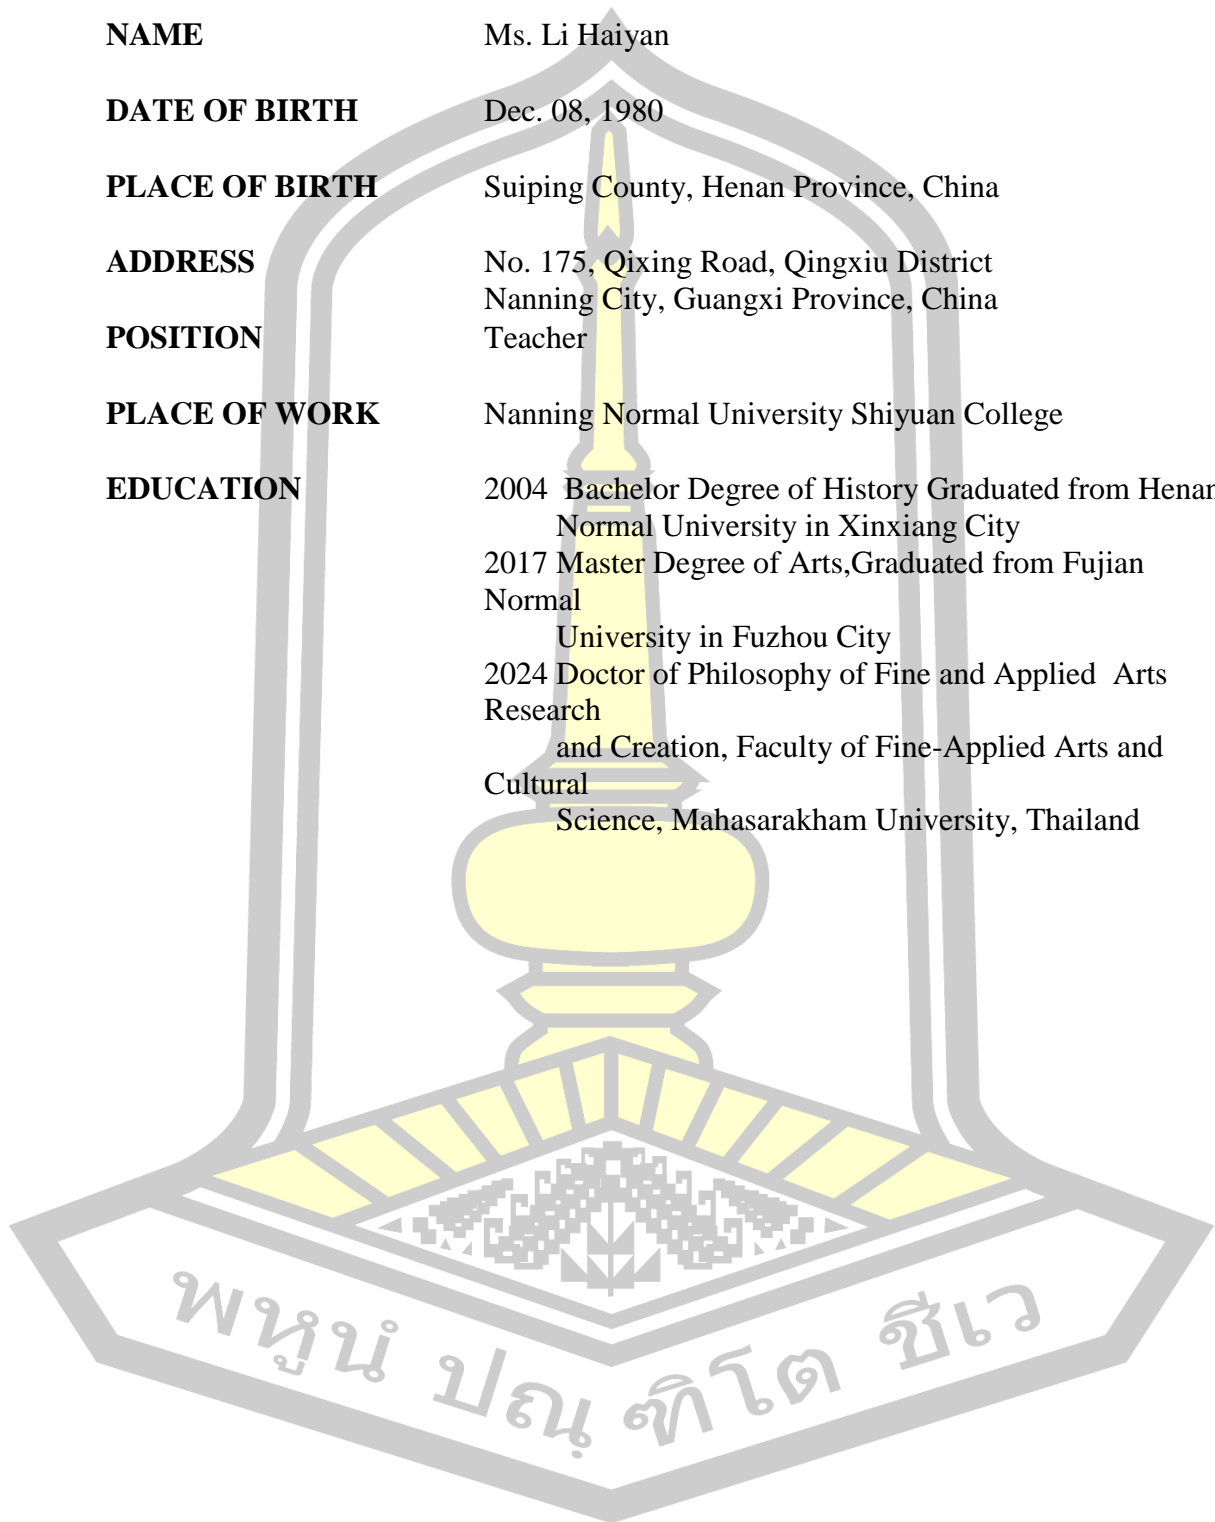 NAME Ms. Li Haiyan
DATE OF BIRTH Dec. 08, 1980
PLACE OF BIRTH Suiping County, Henan Province, China
ADDRESS No. 175, Qixing Road, Qingxiu District
Nanning City, Guangxi Province, China
POSITION Teacher
PLACE OF WORK Nanning Normal University Shiyuan College
EDUCATION 2004 Bachelor Degree of History Graduated from Henan
Normal University in Xinxiang City
2017 Master Degree of Arts,Graduated from Fujian
Normal
University in Fuzhou City
2024 Doctor of Philosophy of Fine and Applied Arts
Research
and Creation, Faculty of Fine-Applied Arts and
Cultural
Science, Mahasarakham University, Thailand
พหูนํ ปณฺ ฑิโต ชีเว